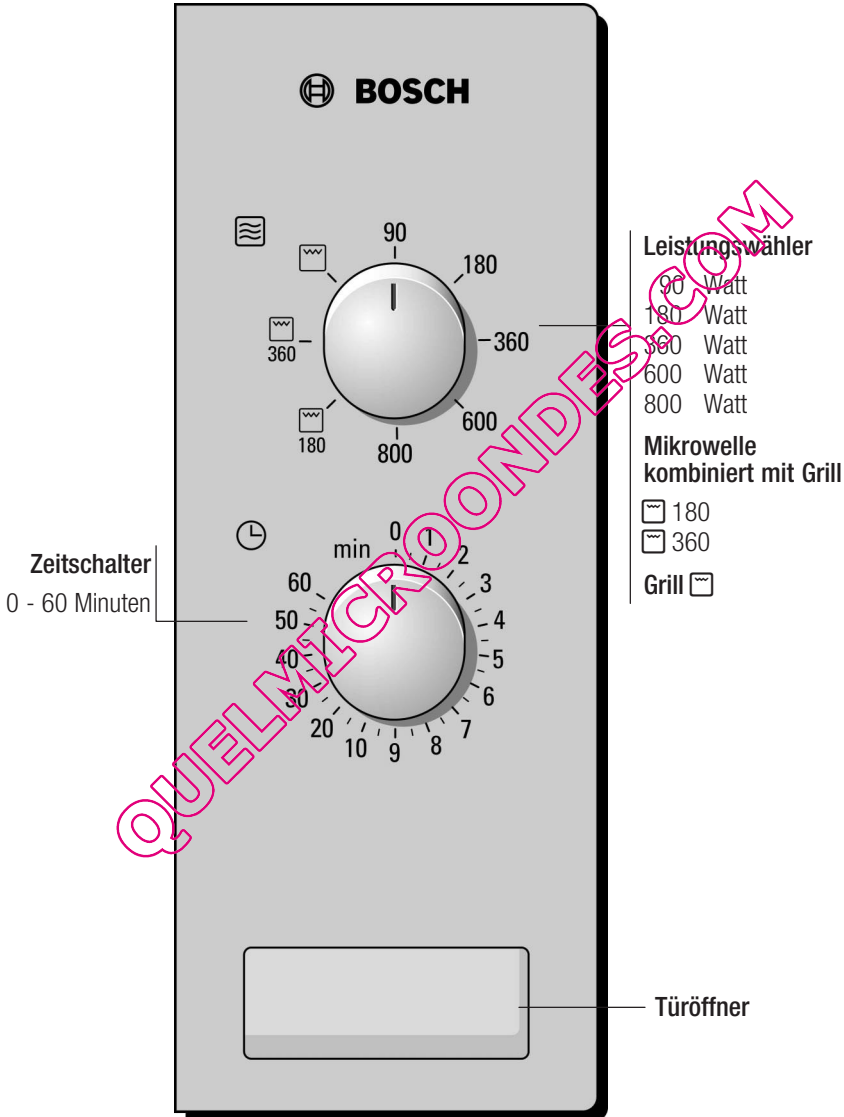 BOSCH
90
180
360
600
800
180
360
Leistungswähler
90 Watt
180 Watt
360 Watt
600 Watt
800 Watt
Mikrowelle
kombiniert mit Grill
180
360
Grill
Zeitschalter
0 - 60 Minuten
min
0
1
2
3
4
5
6
7
8
9
10
20
30
40
50
60
Türöffner
QUELMICROONDES.COM